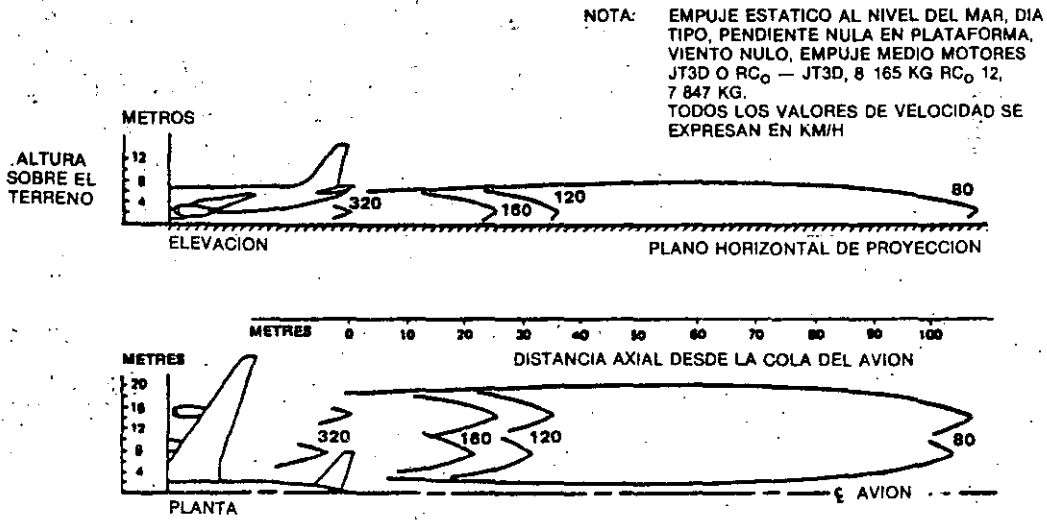 NOTA: EMPUJE ESTATICO AL NIVEL DEL MAR, DIA
TIPO, PENDIENTE NULA EN PLATAFORMA,
VIENTO NULO, EMPUJE MEDIO MOTORES
JT3D O RCO — JT3D, 8 165 KG RCO 12,
7 847 KG.
TODOS LOS VALORES DE VELOCIDAD SE
EXPRESAN EN KM/H
METROS
ALTURA
SOBRE EL
TERRENO
12
8
4
320
160
120
80
ELEVACION
PLANO HORIZONTAL DE PROYECCION
METRES 0 10 20 30 40 50 60 70 80 90 100
DISTANCIA AXIAL DESDE LA COLA DEL AVION
METRES
20
16
12
8
4
320
160
120
80
℄ AVION
PLANTA